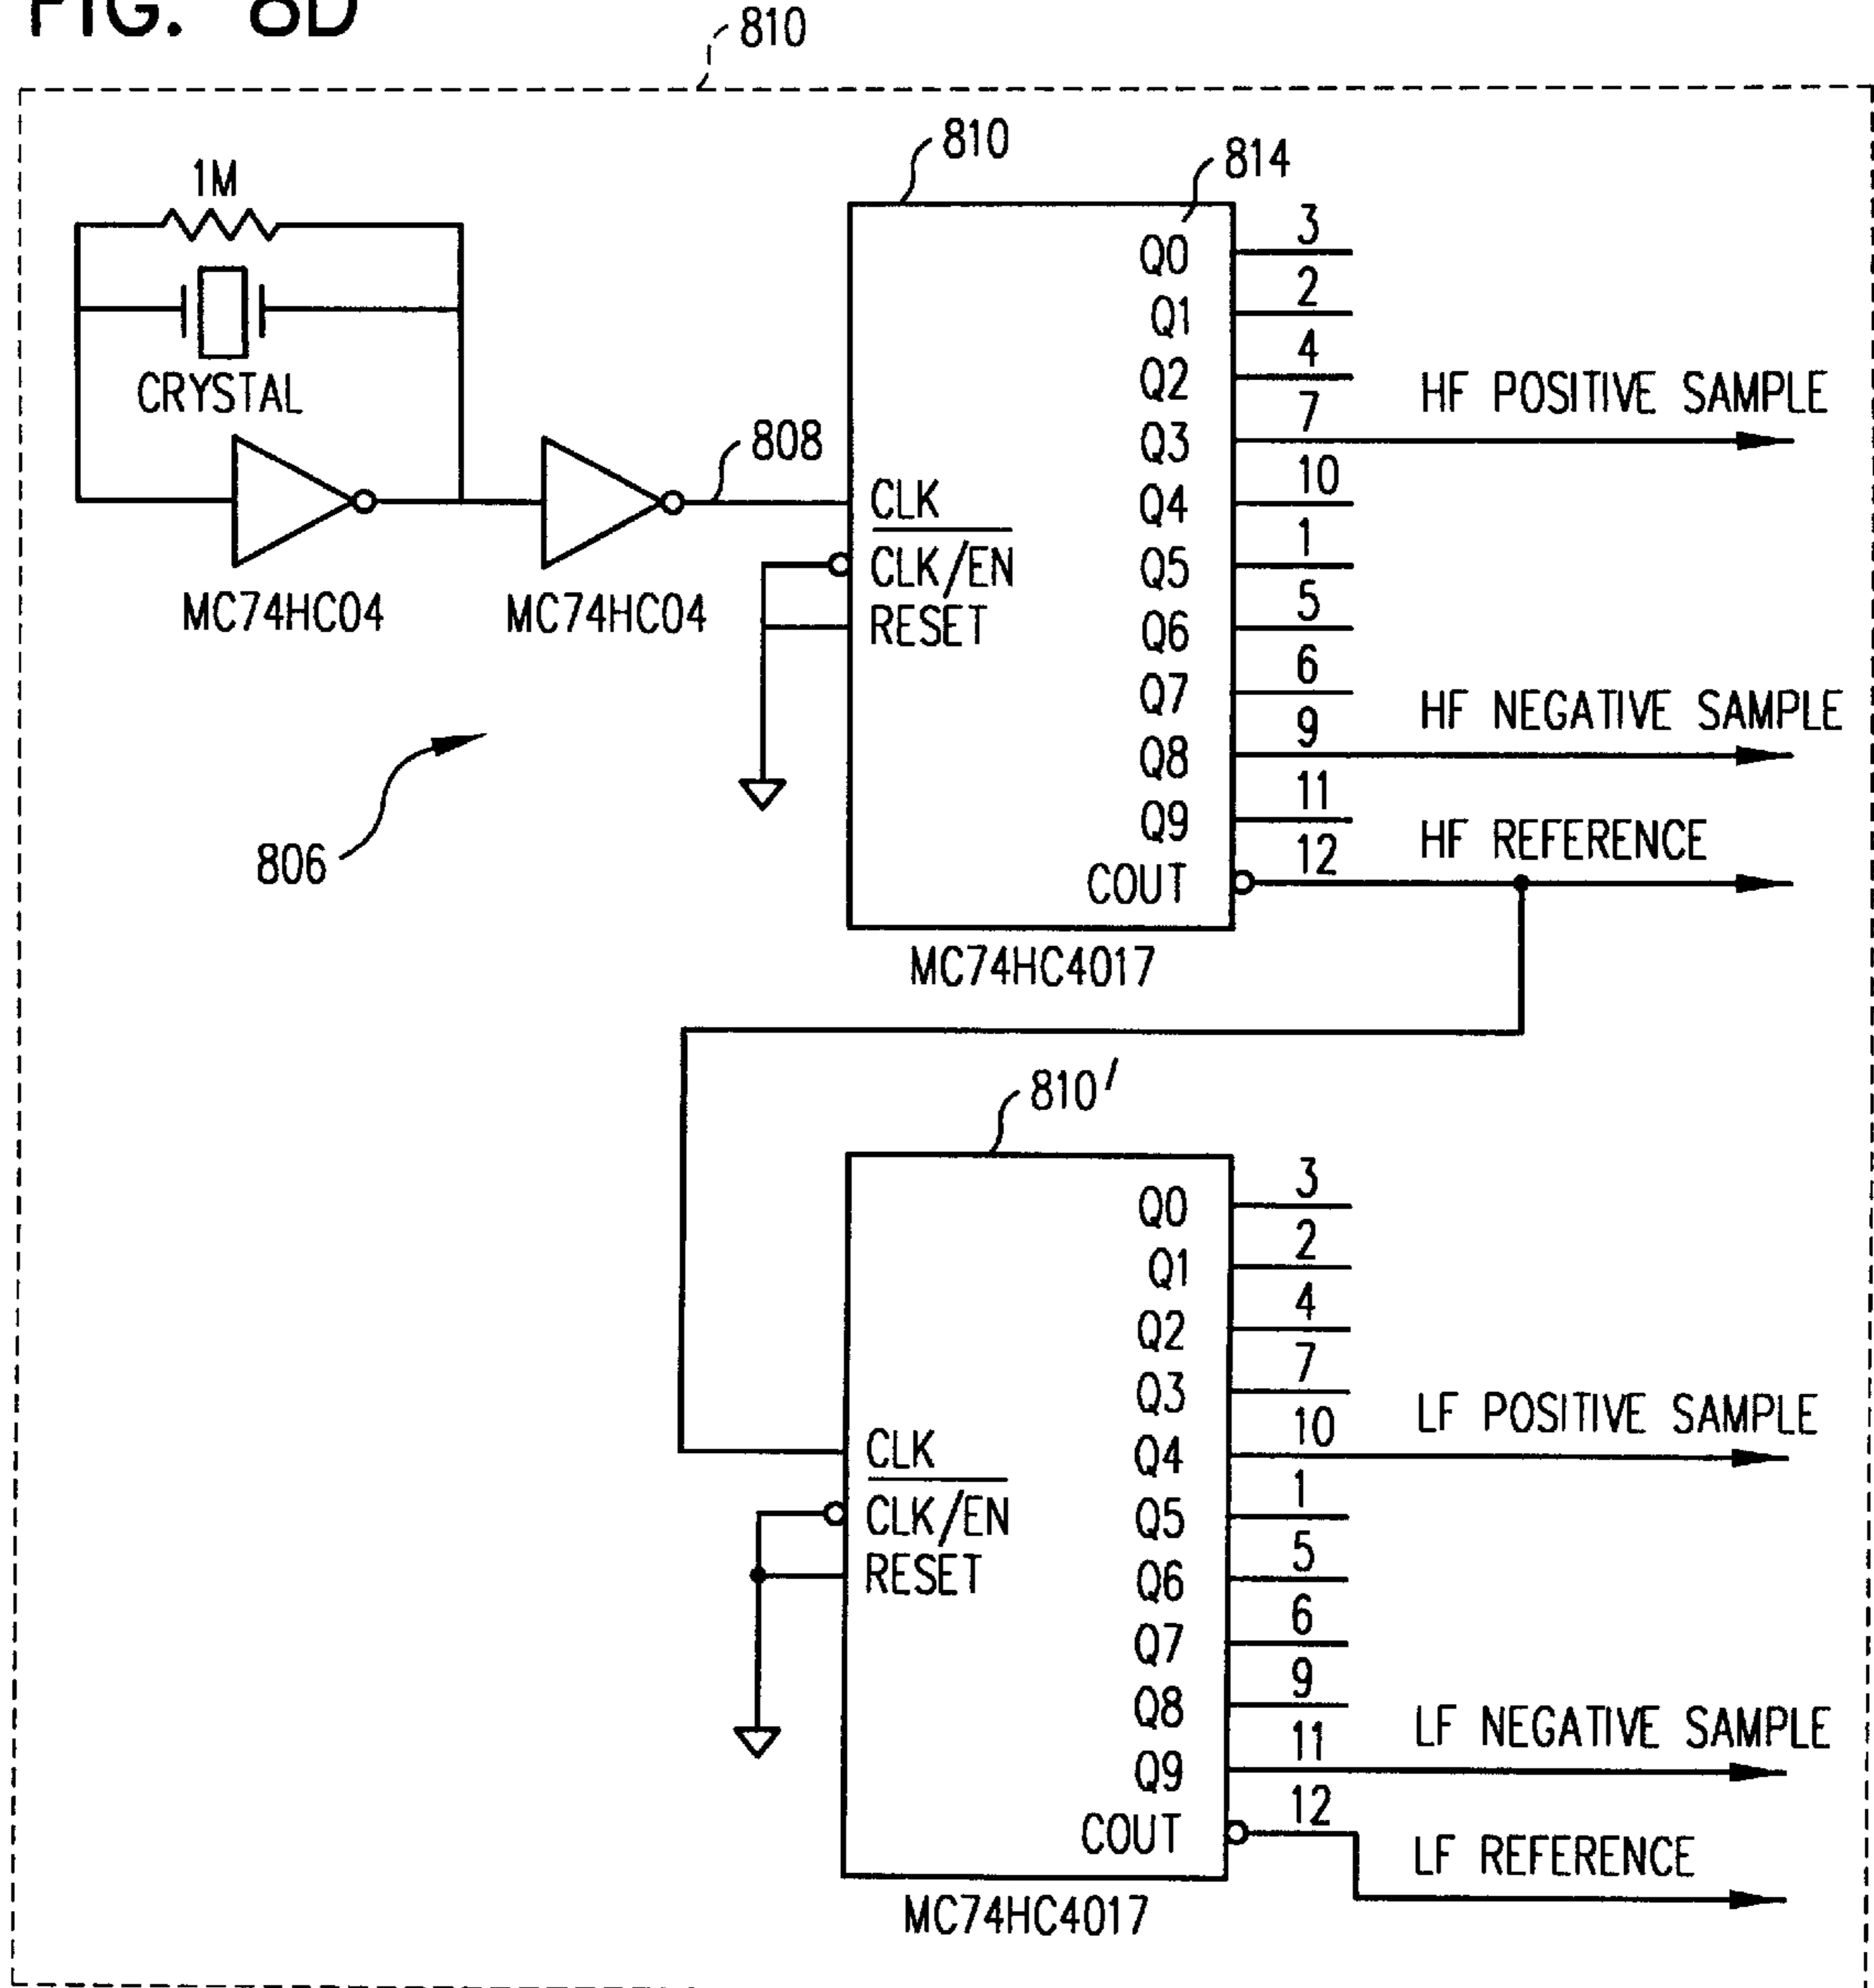 FIG. 8D
810
810
814
1M
CRYSTAL
MC74HC04
MC74HC04
808
806
CLK
CLK/EN
RESET
Q0 3
Q1 2
Q2 4
Q3 7 HF POSITIVE SAMPLE
Q4 10
Q5 1
Q6 5
Q7 6
Q8 9 HF NEGATIVE SAMPLE
Q9 11
COUT 12 HF REFERENCE
MC74HC4017
810'
CLK
CLK/EN
RESET
Q0 3
Q1 2
Q2 4
Q3 7
Q4 10 LF POSITIVE SAMPLE
Q5 1
Q6 5
Q7 6
Q8 9
Q9 11 LF NEGATIVE SAMPLE
COUT 12 LF REFERENCE
MC74HC4017